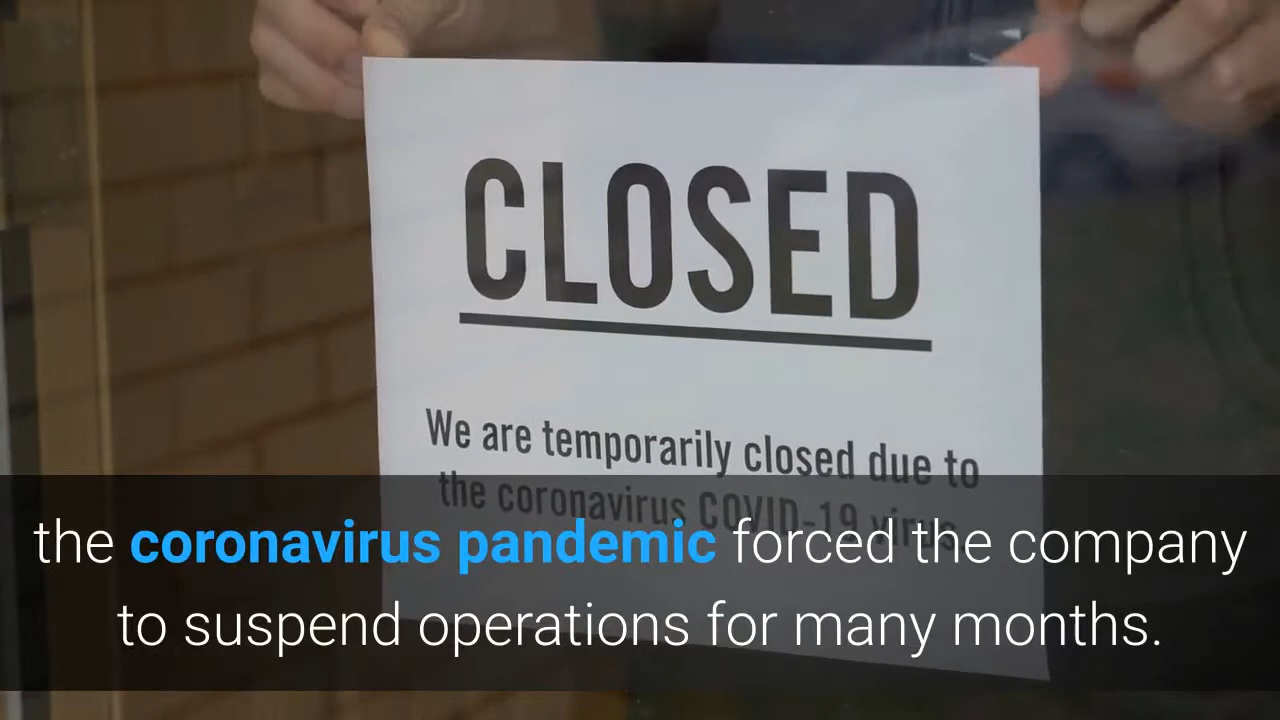 CLOSED
We are temporarily closed due to
the coronavirus COVID-19 virus.
the coronavirus pandemic forced the company
to suspend operations for many months.